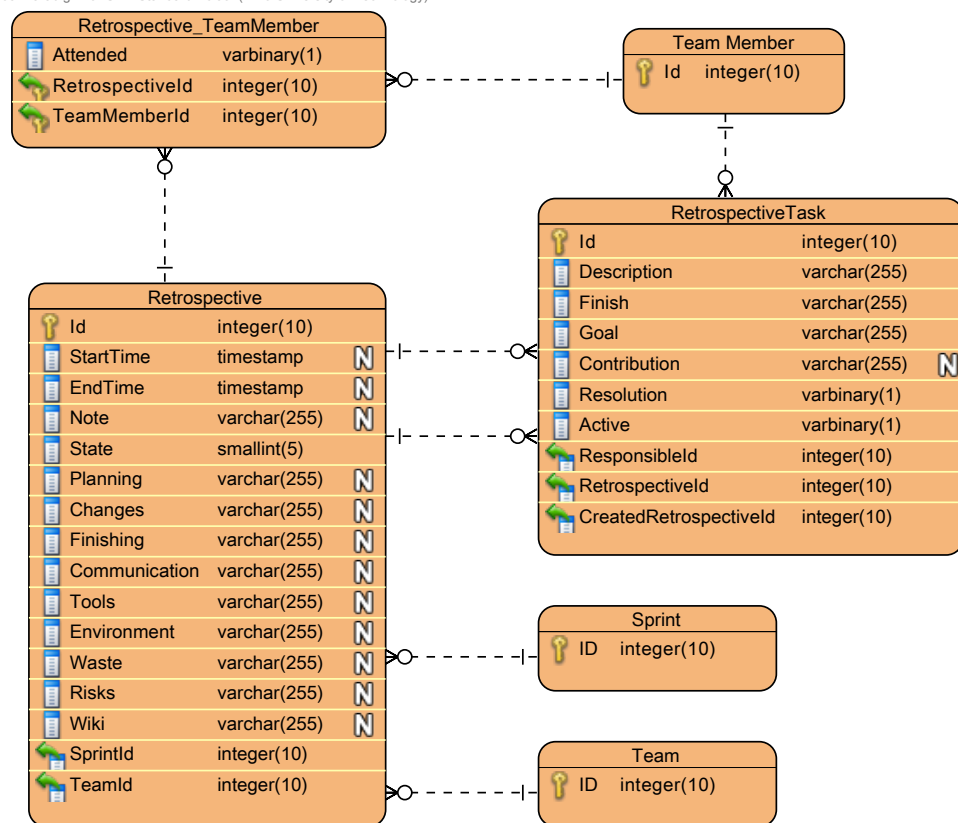 Retrospective_TeamMember
Attended varbinary(1)
RetrospectiveId integer(10)
TeamMemberId integer(10)
Team Member
Id integer(10)
RetrospectiveTask
Id integer(10)
Description varchar(255)
Finish varchar(255)
Goal varchar(255)
Contribution varchar(255) N
Resolution varbinary(1)
Active varbinary(1)
ResponsibleId integer(10)
RetrospectiveId integer(10)
CreatedRetrospectiveId integer(10)
Retrospective
Id integer(10)
StartTime timestamp N
EndTime timestamp N
Note varchar(255) N
State smallint(5)
Planning varchar(255) N
Changes varchar(255) N
Finishing varchar(255) N
Communication varchar(255) N
Tools varchar(255) N
Environment varchar(255) N
Waste varchar(255) N
Risks varchar(255) N
Wiki varchar(255) N
SprintId integer(10)
TeamId integer(10)
Sprint
ID integer(10)
Team
ID integer(10)